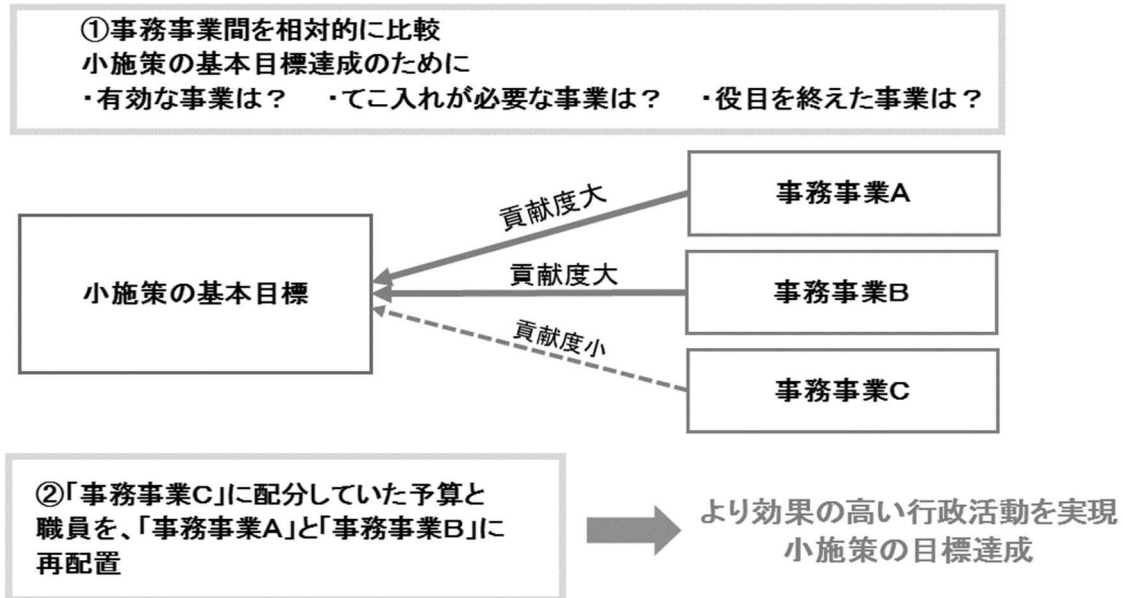 ①事務事業間を相対的に比較
小施策の基本目標達成のために
・有効な事業は？　・てこ入れが必要な事業は？　・役目を終えた事業は？
事務事業A
貢献度大
小施策の基本目標
貢献度大
事務事業B
貢献度小
事務事業C
②「事務事業C」に配分していた予算と
職員を、「事務事業A」と「事務事業B」に
再配置
より効果の高い行政活動を実現
小施策の目標達成